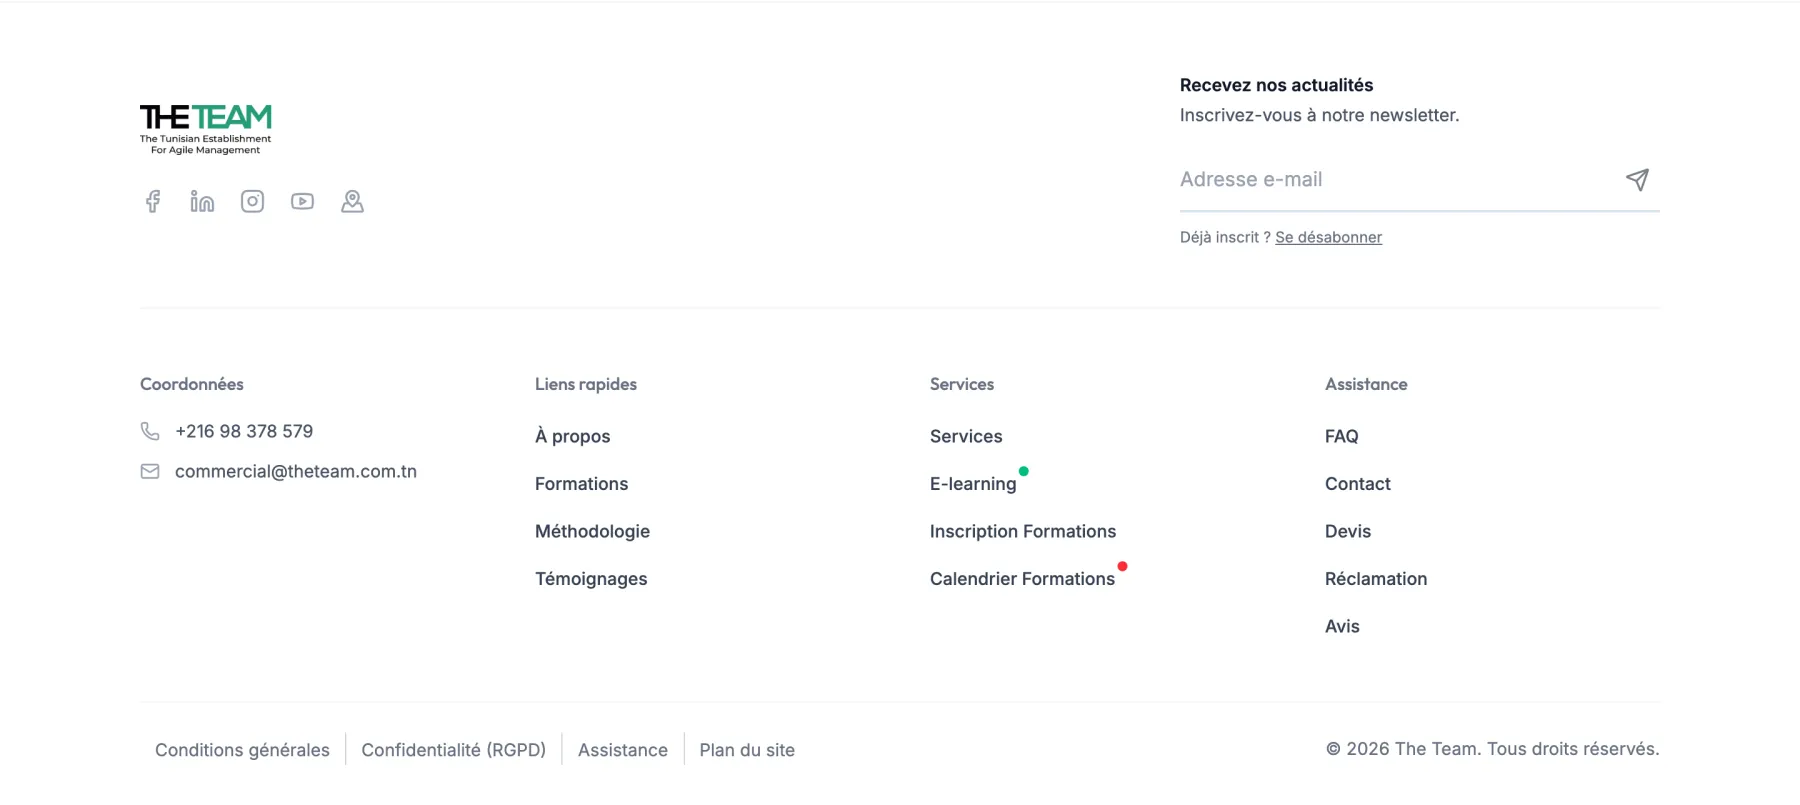 THETEAM
The Tunisian Establishment
For Agile Management
Recevez nos actualités
Inscrivez-vous à notre newsletter.
Adresse e-mail
Déjà inscrit ? Se désabonner
Coordonnées
+216 98 378 579
commercial@theteam.com.tn
Liens rapides
À propos
Formations
Méthodologie
Témoignages
Services
Services
E-learning
Inscription Formations
Calendrier Formations
Assistance
FAQ
Contact
Devis
Réclamation
Avis
Conditions générales
Confidentialité (RGPD)
Assistance
Plan du site
© 2026 The Team. Tous droits réservés.